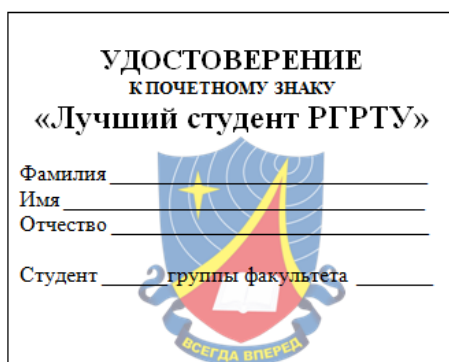 УДОСТОВЕРЕНИЕ
К ПОЧЕТНОМУ ЗНАКУ
«Лучший студент РГРТУ»
Фамилия
Имя
Отчество
Студент группы факультета
ВСЕГДА ВПЕРЕД